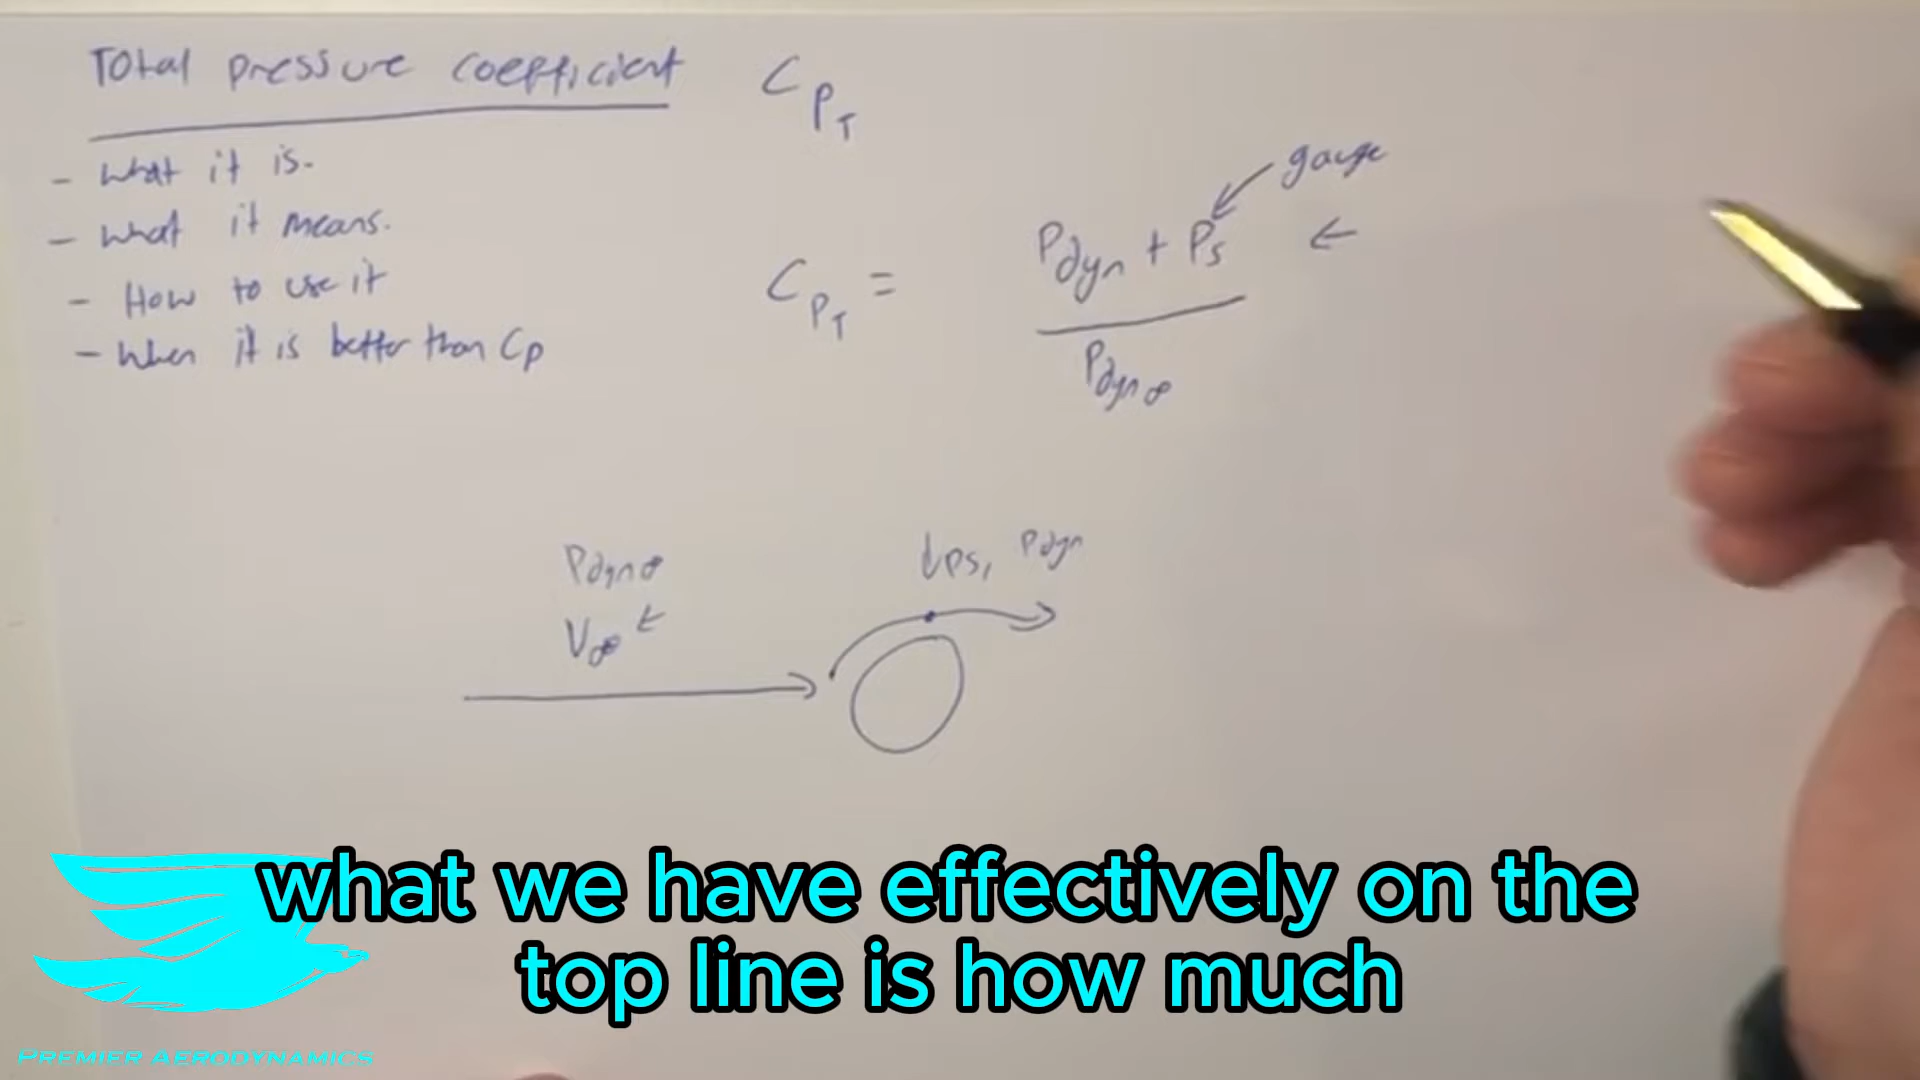 Total pressure coefficient
CPT
- What it is.
- What it means.
- How to use it
- When it is better than Cp
gauge
CPT = Pdyn + Ps ←
Pdyn∞
Pdyn∞
V∞
↓Ps, Pdyn
what we have effectively on the
top line is how much
PREMIER AERODYNAMICS